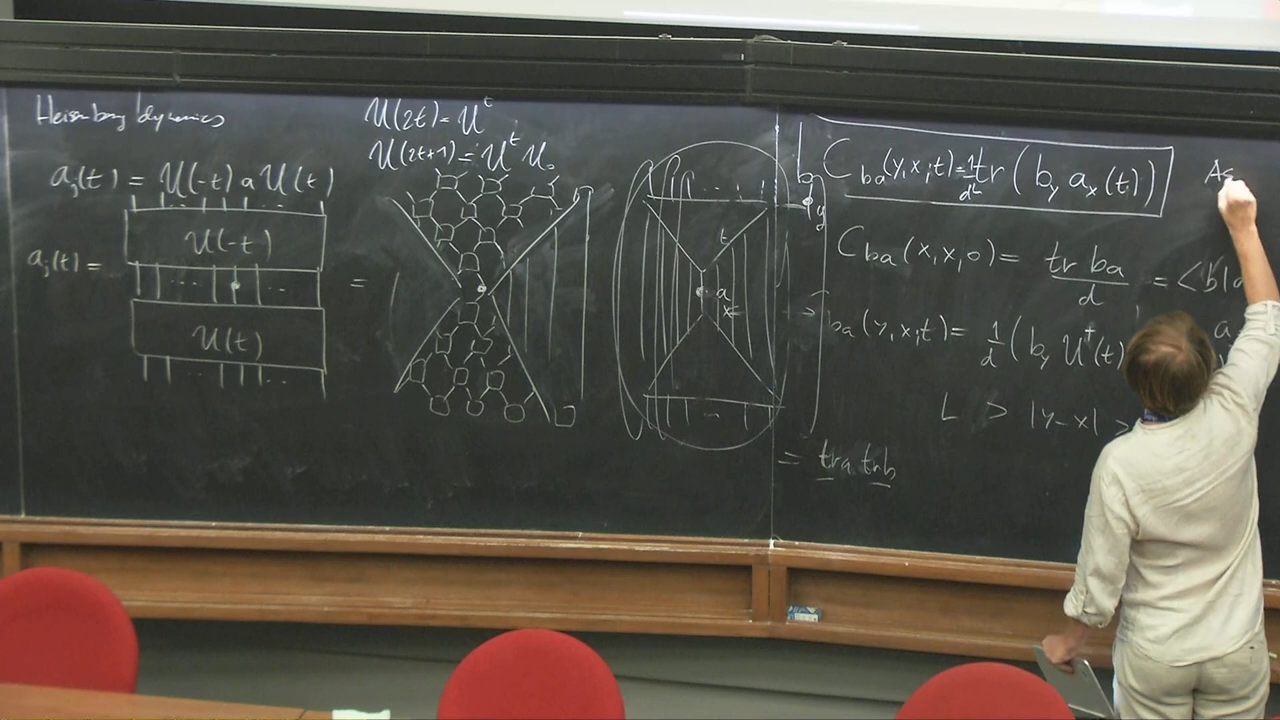 Heisenberg dynamics
a_j(t) = U(-t) a U(t)
U(-t)
a_j(t) =
U(t)
=
U(2t) = U^t
U(2t+1) = U^t U_0
t
a
x
b
y
C_ba(y,x;t) = 1/d^L tr(b_y a_x(t))
C_ba(x,x,0) = tr ba / d = <b|a
ba(y,x;t) = 1/d (b_y U^†(t)
L > |y-x| >
= tra trb
As